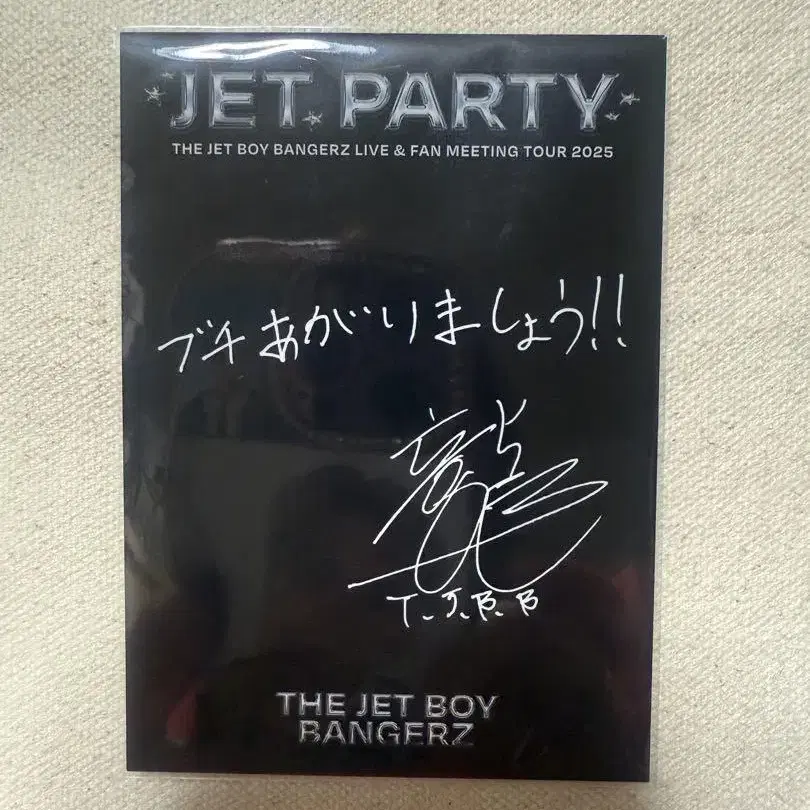 JET PARTY
THE JET BOY BANGERZ LIVE & FAN MEETING TOUR 2025
ブチあがりましょう!!
龍
T.J.B.B
THE JET BOY
BANGERZ